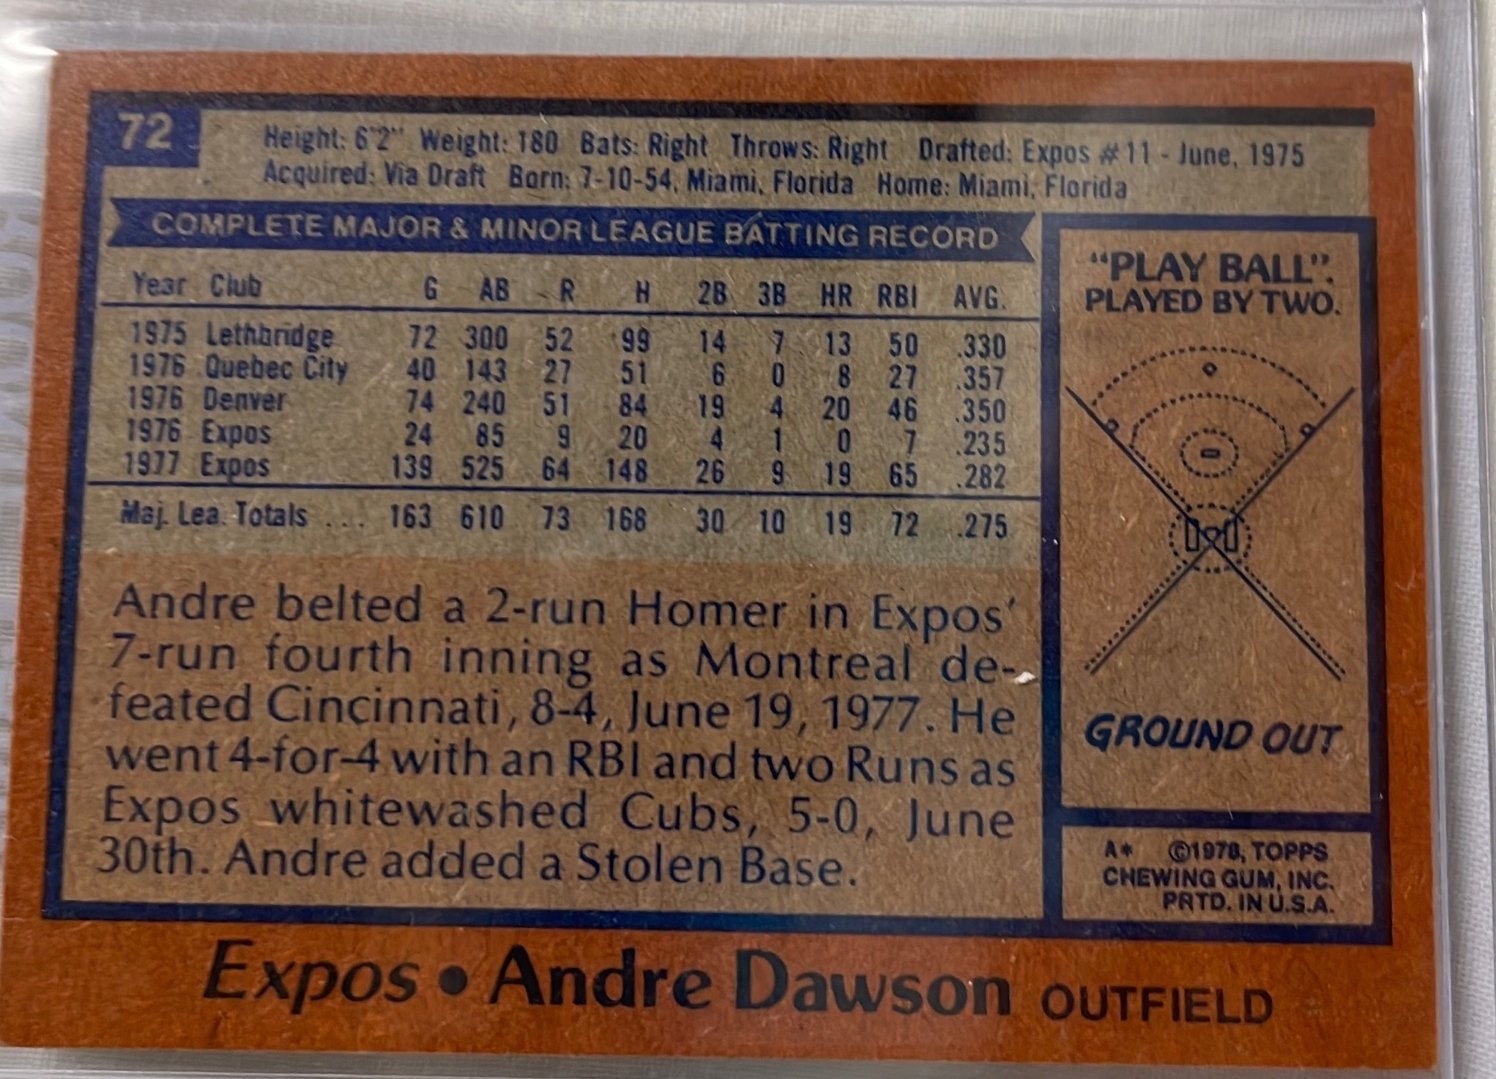 72
Height: 6'2" Weight: 180 Bats: Right Throws: Right Drafted: Expos #11 - June, 1975
Acquired: Via Draft Born: 7-10-54, Miami, Florida Home: Miami, Florida
COMPLETE MAJOR & MINOR LEAGUE BATTING RECORD
Year Club G AB R H 2B 3B HR RBI AVG.
1975 Lethbridge 72 300 52 99 14 7 13 50 .330
1976 Quebec City 40 143 27 51 6 0 8 27 .357
1976 Denver 74 240 51 84 19 4 20 46 .350
1976 Expos 24 85 9 20 4 1 0 7 .235
1977 Expos 139 525 64 148 26 9 19 65 .282
Maj. Lea. Totals ... 163 610 73 168 30 10 19 72 .275
Andre belted a 2-run Homer in Expos'
7-run fourth inning as Montreal de-
feated Cincinnati, 8-4, June 19, 1977. He
went 4-for-4 with an RBI and two Runs as
Expos whitewashed Cubs, 5-0, June
30th. Andre added a Stolen Base.
"PLAY BALL".
PLAYED BY TWO.
GROUND OUT
A* ©1978, TOPPS
CHEWING GUM, INC.
PRTD. IN U.S.A.
Expos • Andre Dawson OUTFIELD